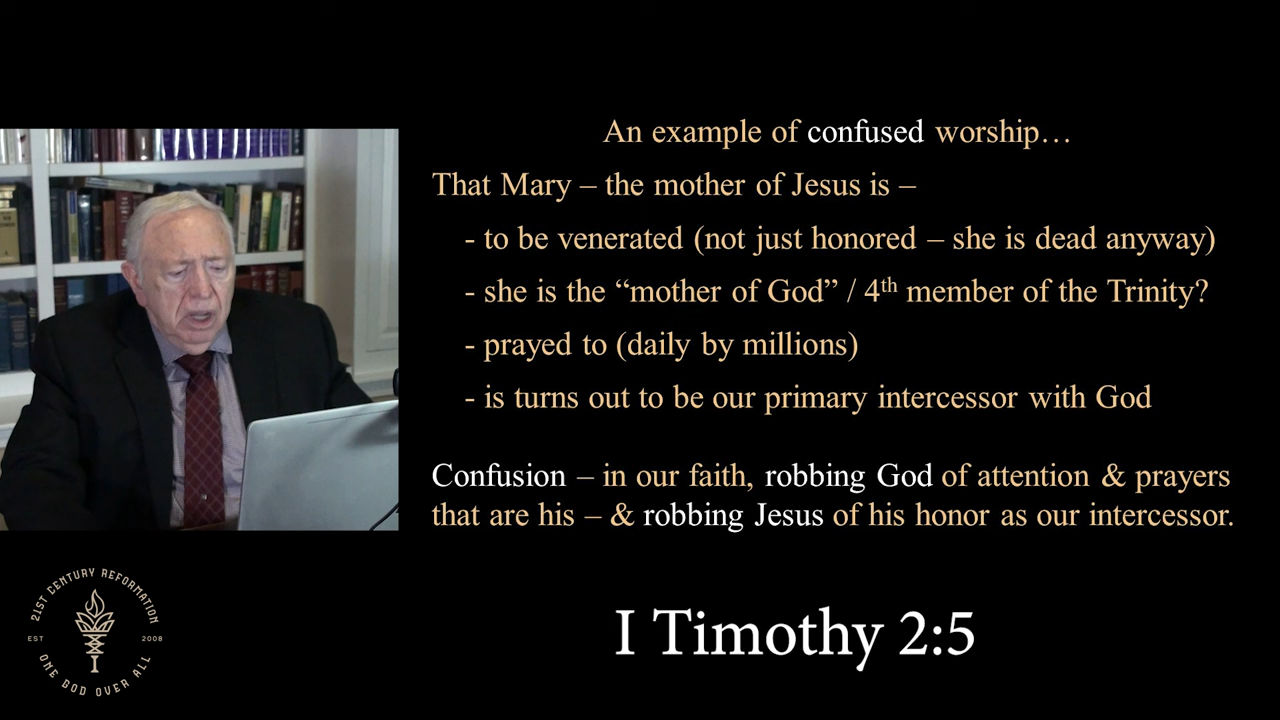 An example of confused worship…
That Mary – the mother of Jesus is –
- to be venerated (not just honored – she is dead anyway)
- she is the “mother of God” / 4th member of the Trinity?
- prayed to (daily by millions)
- is turns out to be our primary intercessor with God
Confusion – in our faith, robbing God of attention & prayers
that are his – & robbing Jesus of his honor as our intercessor.
I Timothy 2:5
21ST CENTURY REFORMATION
EST 2008
ONE GOD OVER ALL